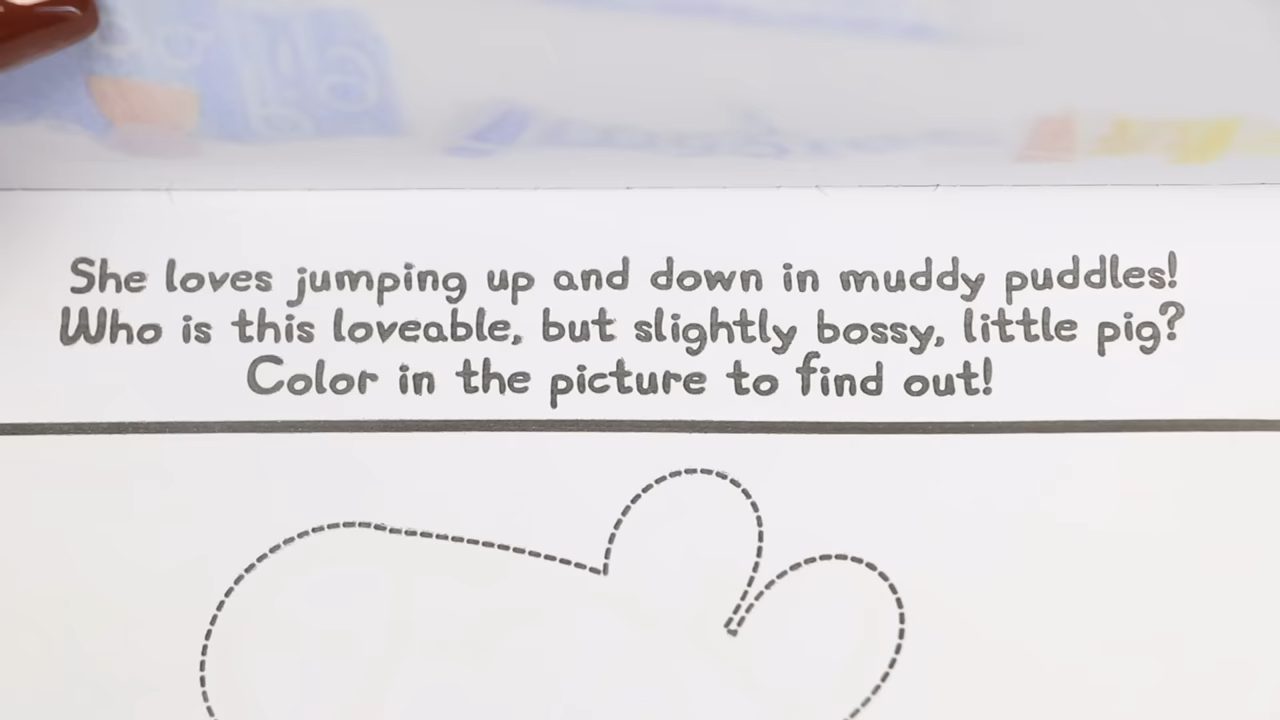 She loves jumping up and down in muddy puddles!
Who is this loveable, but slightly bossy, little pig?
Color in the picture to find out!